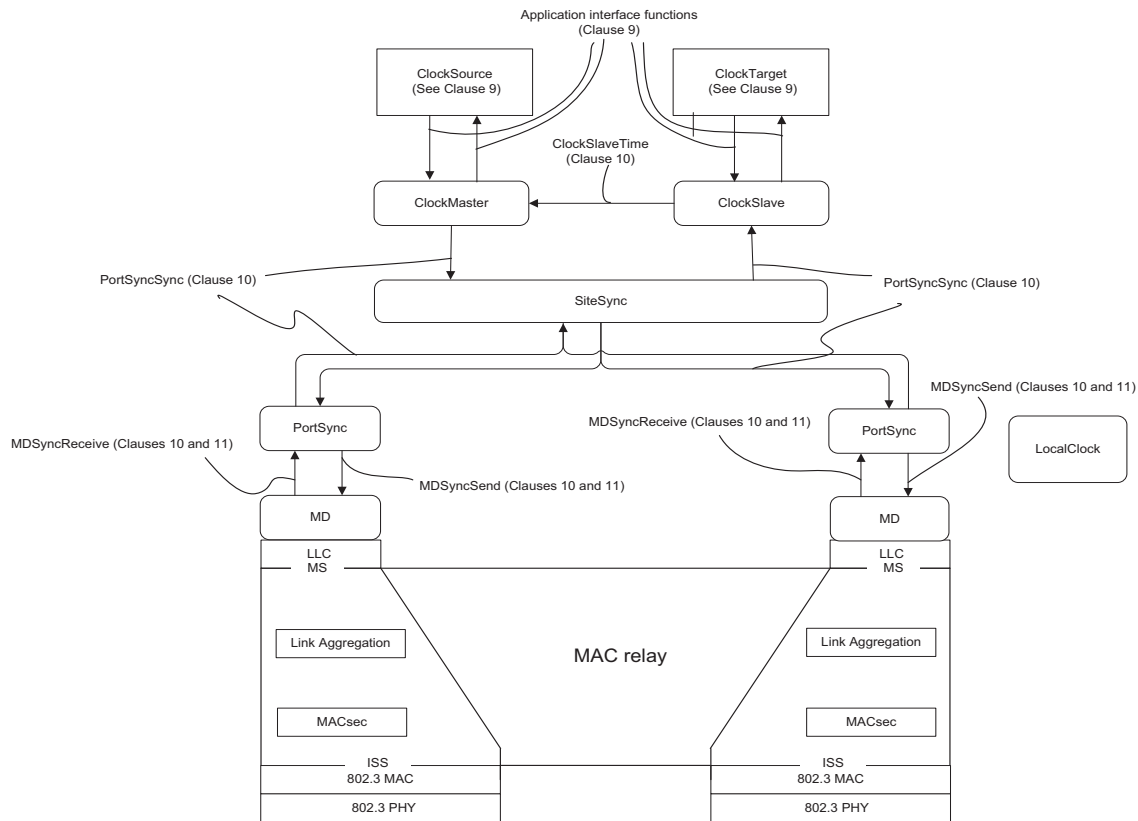 Application interface functions
(Clause 9)
ClockSource
(See Clause 9)
ClockTarget
(See Clause 9)
ClockSlaveTime
(Clause 10)
ClockMaster
ClockSlave
PortSyncSync (Clause 10)
PortSyncSync (Clause 10)
SiteSync
MDSyncSend (Clauses 10 and 11)
PortSync
MDSyncReceive (Clauses 10 and 11)
PortSync
MDSyncReceive (Clauses 10 and 11)
LocalClock
MDSyncSend (Clauses 10 and 11)
MD
MD
LLC
MS
LLC
MS
Link Aggregation
MAC relay
Link Aggregation
MACsec
MACsec
ISS
802.3 MAC
802.3 PHY
ISS
802.3 MAC
802.3 PHY